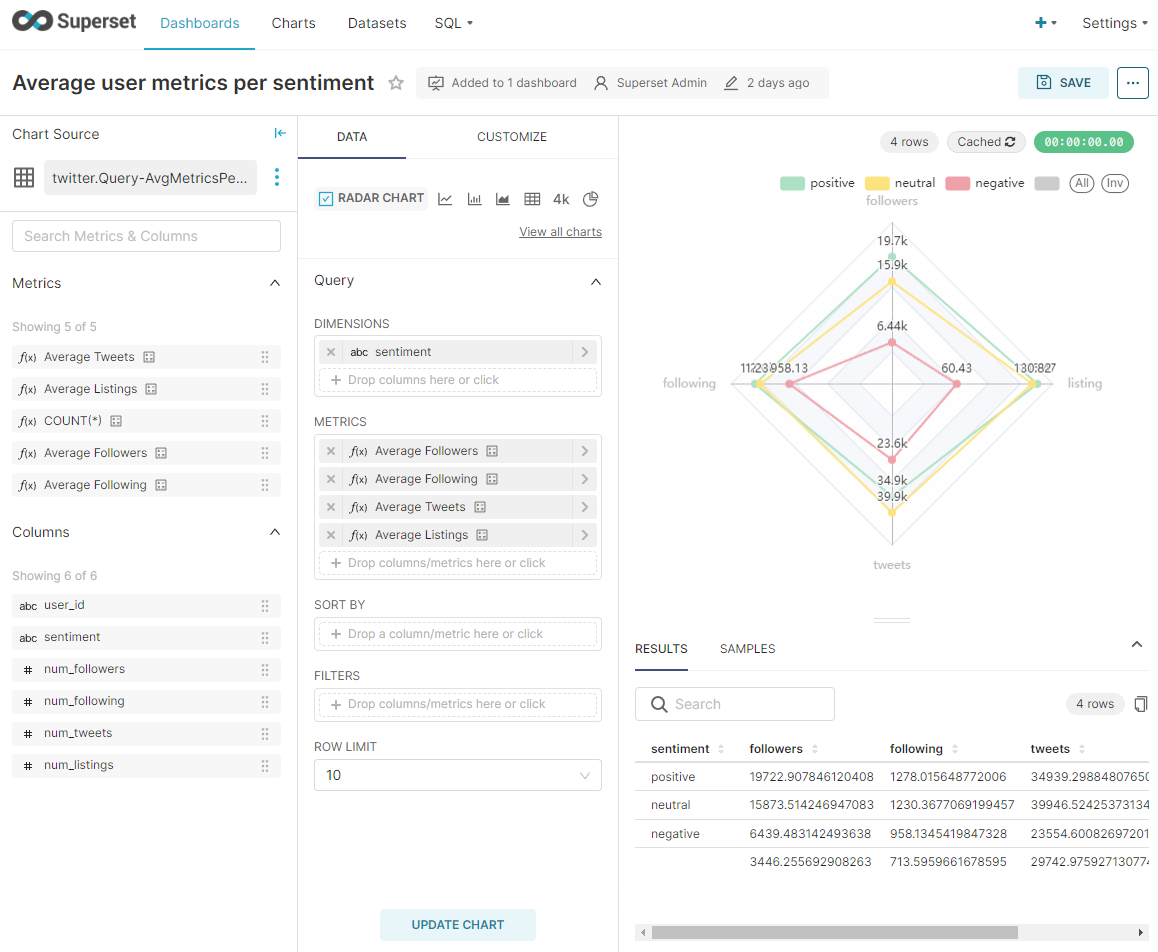 Superset Dashboards Charts Datasets SQL Settings
Average user metrics per sentiment Added to 1 dashboard Superset Admin 2 days ago SAVE ...
Chart Source
twitter.Query-AvgMetricsPe...
Search Metrics & Columns
Metrics
Showing 5 of 5
f(x) Average Tweets
f(x) Average Listings
f(x) COUNT(*)
f(x) Average Followers
f(x) Average Following
Columns
Showing 6 of 6
abc user_id
abc sentiment
# num_followers
# num_following
# num_tweets
# num_listings
DATA CUSTOMIZE
RADAR CHART 4k
View all charts
Query
DIMENSIONS
abc sentiment
+ Drop columns here or click
METRICS
f(x) Average Followers
f(x) Average Following
f(x) Average Tweets
f(x) Average Listings
+ Drop columns/metrics here or click
SORT BY
+ Drop a column/metric here or click
FILTERS
+ Drop columns/metrics here or click
ROW LIMIT
10
UPDATE CHART
4 rows Cached 00:00:00.00
positive neutral negative All Inv
followers
19.7k
15.9k
6.44k
958.13 60.43
following listing
23.6k
34.9k
39.9k
tweets
RESULTS SAMPLES
Search 4 rows
sentiment followers following tweets
positive 19722.907846120408 1278.015648772006 34939.29884807650
neutral 15873.514246947083 1230.3677069199457 39946.52425373134
negative 6439.483142493638 958.1345419847328 23554.60082697201
3446.255692908263 713.5959661678595 29742.97592713077